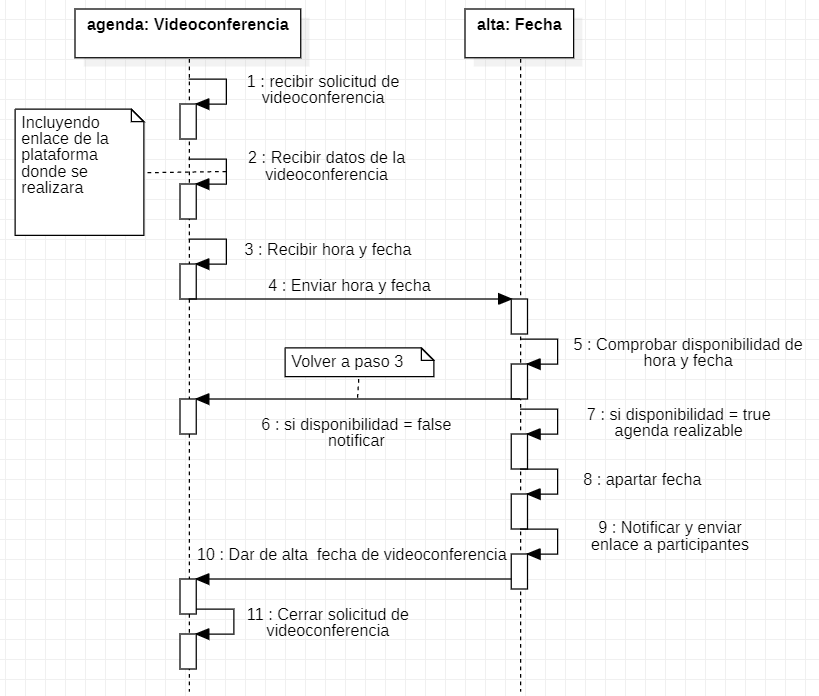 agenda: Videoconferencia
alta: Fecha
1 : recibir solicitud de
videoconferencia
Incluyendo
enlace de la
plataforma
donde se
realizara
2 : Recibir datos de la
videoconferencia
3 : Recibir hora y fecha
4 : Enviar hora y fecha
5 : Comprobar disponibilidad de
hora y fecha
Volver a paso 3
6 : si disponibilidad = false
notificar
7 : si disponibilidad = true
agenda realizable
8 : apartar fecha
9 : Notificar y enviar
enlace a participantes
10 : Dar de alta  fecha de videoconferencia
11 : Cerrar solicitud de
videoconferencia